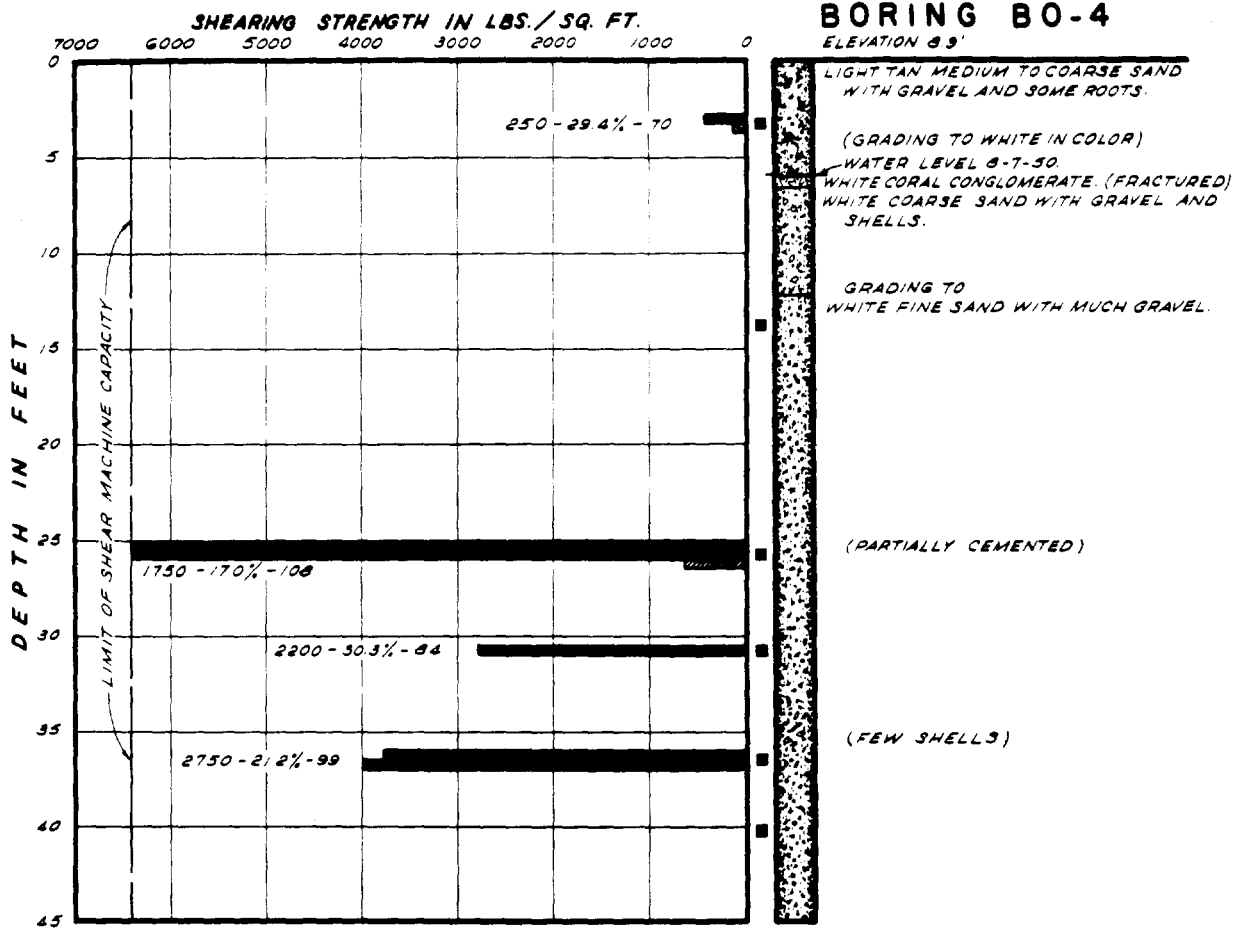 SHEARING STRENGTH IN LBS./SQ. FT.
7000 6000 5000 4000 3000 2000 1000 0
BORING BO-4
ELEVATION 8 9'
DEPTH IN FEET
0
5
10
15
20
25
30
35
40
45
LIMIT OF SHEAR MACHINE CAPACITY
250-29.4%-70
1750-17.0%-108
2200-30.3%-84
2750-21.2%-99
LIGHT TAN MEDIUM TO COARSE SAND
WITH GRAVEL AND SOME ROOTS.
(GRADING TO WHITE IN COLOR)
WATER LEVEL 8-7-50.
WHITE CORAL CONGLOMERATE. (FRACTURED)
WHITE COARSE SAND WITH GRAVEL AND
SHELLS.
GRADING TO
WHITE FINE SAND WITH MUCH GRAVEL.
(PARTIALLY CEMENTED)
(FEW SHELLS)